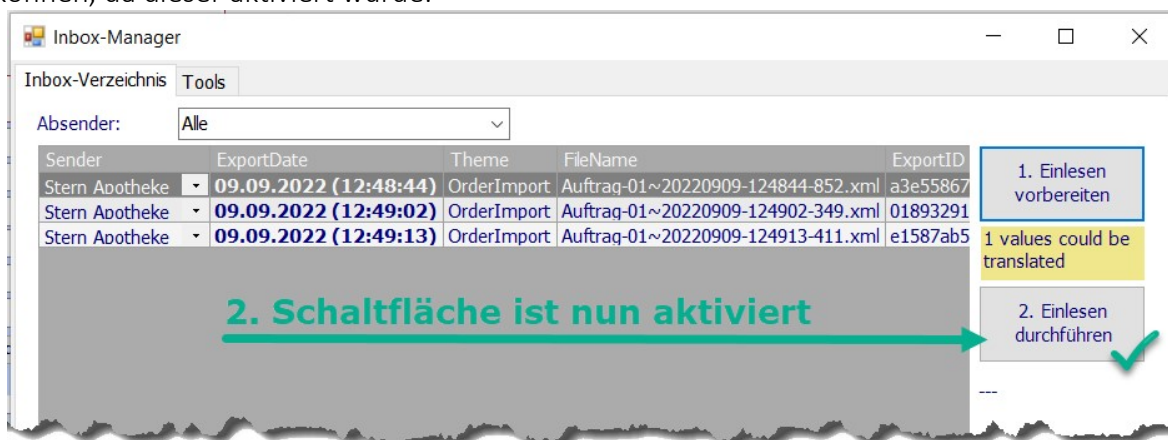 können, da dieser aktiviert wurde.
Inbox-Manager
Inbox-Verzeichnis Tools
Absender: Alle
Sender ExportDate Theme FileName ExportID
Stern Apotheke 09.09.2022 (12:48:44) OrderImport Auftrag-01~20220909-124844-852.xml a3e55867
Stern Apotheke 09.09.2022 (12:49:02) OrderImport Auftrag-01~20220909-124902-349.xml 01893291
Stern Apotheke 09.09.2022 (12:49:13) OrderImport Auftrag-01~20220909-124913-411.xml e1587ab5
1. Einlesen
vorbereiten
1 values could be
translated
2. Schaltfläche ist nun aktiviert
2. Einlesen
durchführen
---